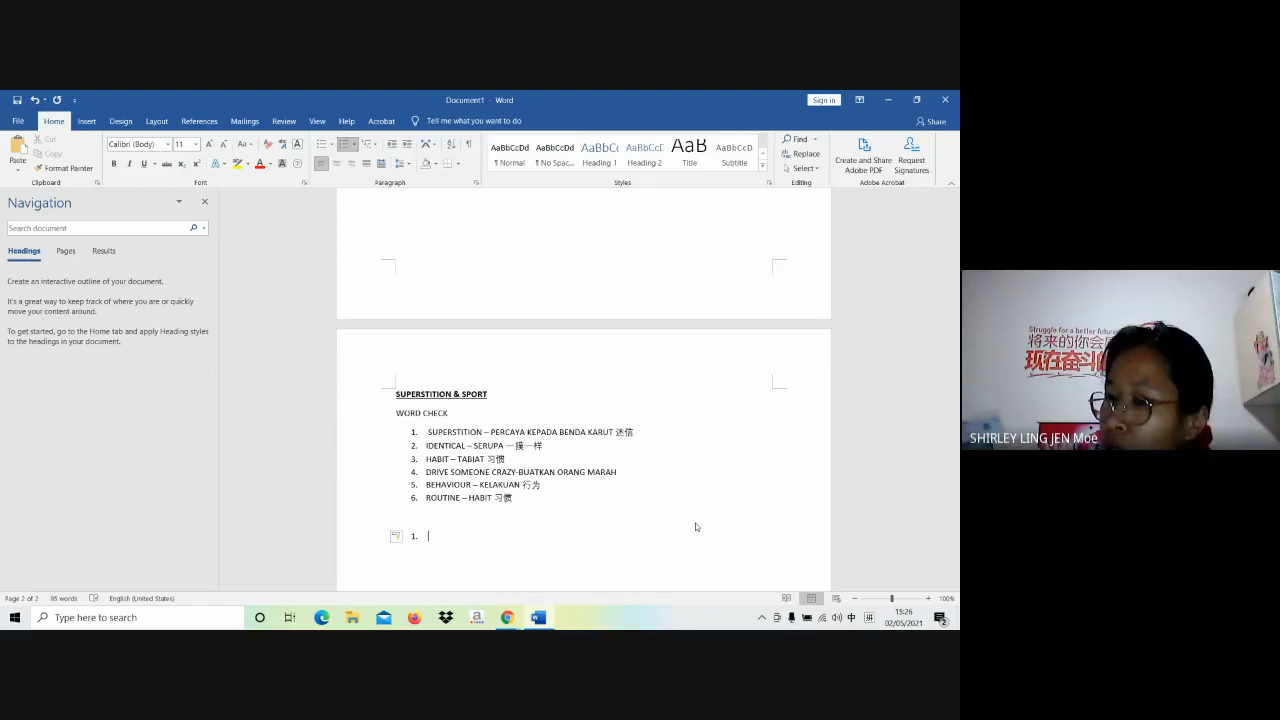 Document1 - Word
Sign in
File Home Insert Design Layout References Mailings Review View Help Acrobat Tell me what you want to do Share
Paste
Cut
Copy
Format Painter
Clipboard
Calibri (Body) 11
Font
Paragraph
AaBbCcDd AaBbCcDd AaBbC( AaBbCcC AaB AaBbCcD
¶ Normal ¶ No Spac... Heading 1 Heading 2 Title Subtitle
Styles
Find
Replace
Select
Editing
Create and Share Adobe PDF
Request Signatures
Adobe Acrobat
Navigation
Search document
Headings Pages Results
Create an interactive outline of your document.
It's a great way to keep track of where you are or quickly
move your content around.
To get started, go to the Home tab and apply Heading styles
to the headings in your document.
SUPERSTITION & SPORT
WORD CHECK
1. SUPERSTITION – PERCAYA KEPADA BENDA KARUT 迷信
2. IDENTICAL – SERUPA 一摸一样
3. HABIT – TABIAT 习惯
4. DRIVE SOMEONE CRAZY-BUATKAN ORANG MARAH
5. BEHAVIOUR – KELAKUAN 行为
6. ROUTINE – HABIT 习惯
1.
Page 2 of 2 95 words English (United States) 100%
Type here to search
中 拼
15:26
02/05/2021
2
Struggle for a better future
将来的你会
现在奋斗的
SHIRLEY LING JEN Moe